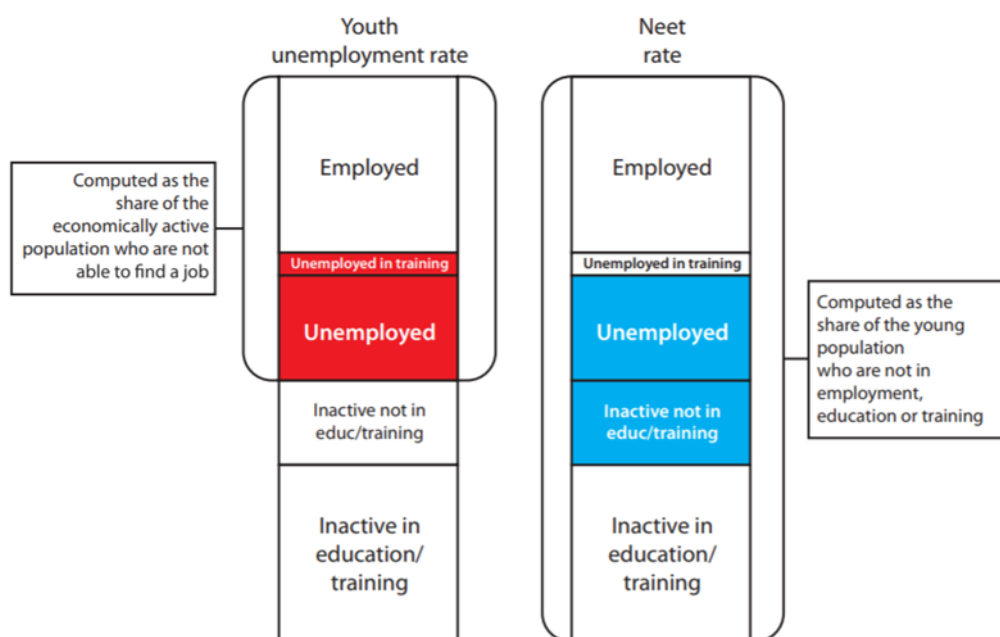 Youth
unemployment rate
Neet
rate
Computed as the
share of the
economically active
population who are not
able to find a job
Employed
Unemployed in training
Unemployed
Inactive not in
educ/training
Inactive in
education/
training
Employed
Unemployed in training
Unemployed
Inactive not in
educ/training
Inactive in
education/
training
Computed as the
share of the young
population
who are not in
employment,
education or training